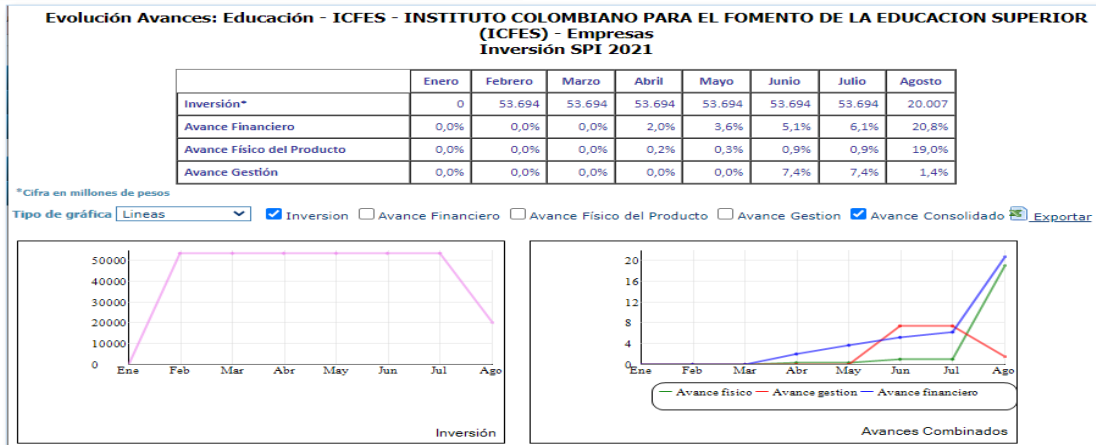 Evolución Avances: Educación - ICFES - INSTITUTO COLOMBIANO PARA EL FOMENTO DE LA EDUCACION SUPERIOR
(ICFES) - Empresas
Inversión SPI 2021
Enero Febrero Marzo Abril Mayo Junio Julio Agosto
Inversión* 0 53.694 53.694 53.694 53.694 53.694 53.694 20.007
Avance Financiero 0,0% 0,0% 0,0% 2,0% 3,6% 5,1% 6,1% 20,8%
Avance Físico del Producto 0,0% 0,0% 0,0% 0,2% 0,3% 0,9% 0,9% 19,0%
Avance Gestión 0,0% 0,0% 0,0% 0,0% 0,0% 7,4% 7,4% 1,4%
*Cifra en millones de pesos
Tipo de gráfica Lineas Inversion Avance Financiero Avance Físico del Producto Avance Gestion Avance Consolidado Exportar
50000
40000
30000
20000
10000
0
Ene Feb Mar Abr May Jun Jul Ago
Inversión
20
16
12
8
4
0
Ene Feb Mar Abr May Jun Jul Ago
Avance fisico Avance gestion Avance financiero
Avances Combinados